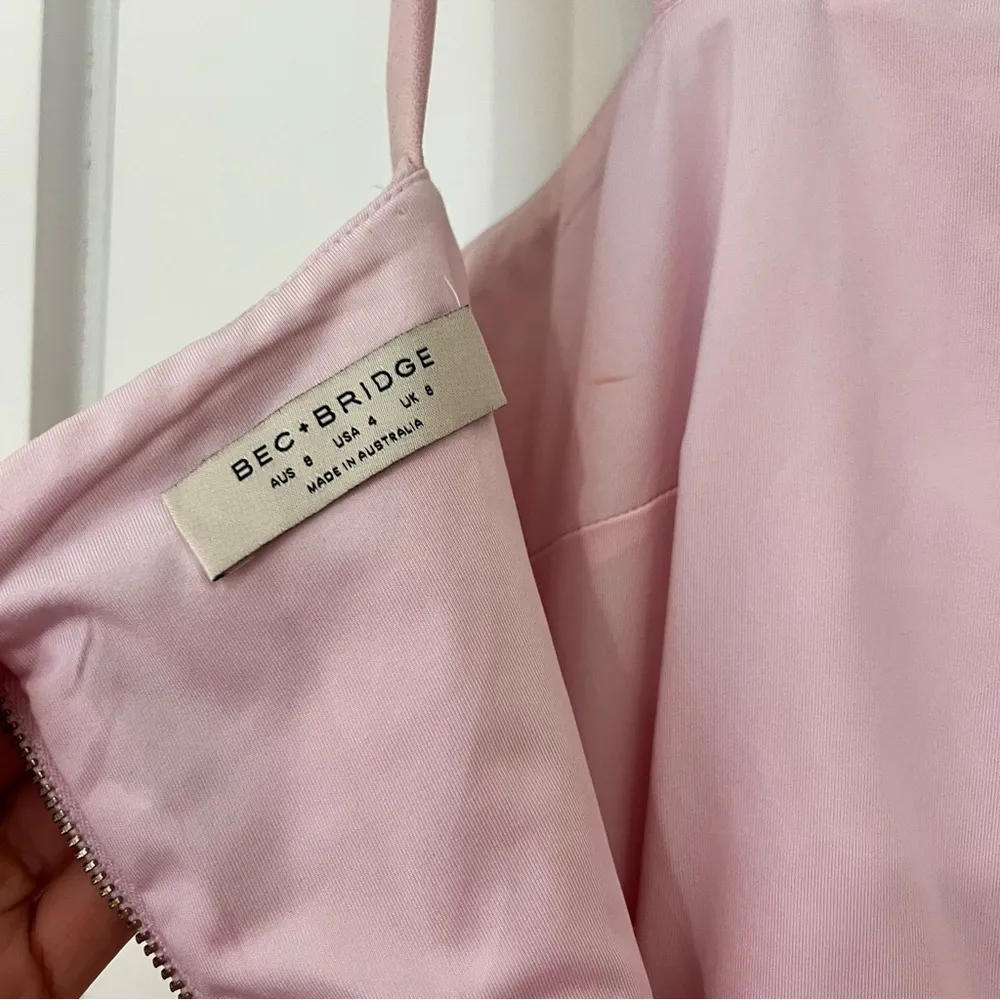 BEC+BRIDGE
AUS 8 USA 4 UK 8
MADE IN AUSTRALIA